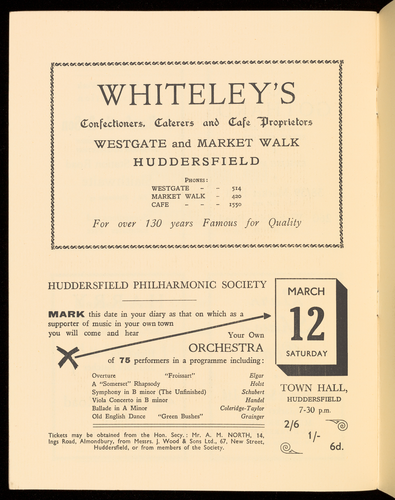 WHITELEY'S
Confectioners, Caterers and Cafe Proprietors
WESTGATE and MARKET WALK
HUDDERSFIELD
PHONES:
WESTGATE – – 514
MARKET WALK – 420
CAFE – – – 1550
For over 130 years Famous for Quality
HUDDERSFIELD PHILHARMONIC SOCIETY
MARK this date in your diary as that on which as a
supporter of music in your own town
you will come and hear
Your Own
ORCHESTRA
of 75 performers in a programme including:
Overture "Froissart" Elgar
A "Somerset" Rhapsody Holst
Symphony in B minor (The Unfinished) Schubert
Viola Concerto in B minor Handel
Ballade in A Minor Coleridge-Taylor
Old English Dance "Green Bushes" Grainger
Tickets may be obtained from the Hon. Secy.: Mr. A. M. NORTH, 14,
Ings Road, Almondbury, from Messrs. J. Wood & Sons Ltd., 67, New Street,
Huddersfield, or from members of the Society.
MARCH
12
SATURDAY
TOWN HALL,
HUDDERSFIELD
7-30 p.m.
2/6
1/-
6d.